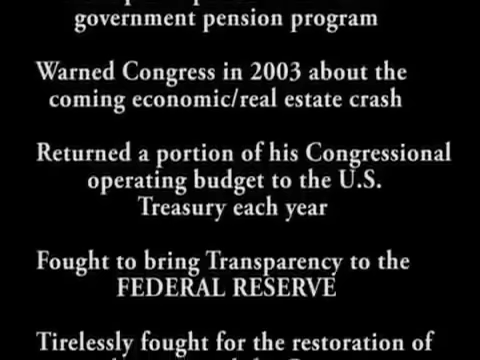 government pension program
Warned Congress in 2003 about the
coming economic/real estate crash
Returned a portion of his Congressional
operating budget to the U.S.
Treasury each year
Fought to bring Transparency to the
FEDERAL RESERVE
Tirelessly fought for the restoration of